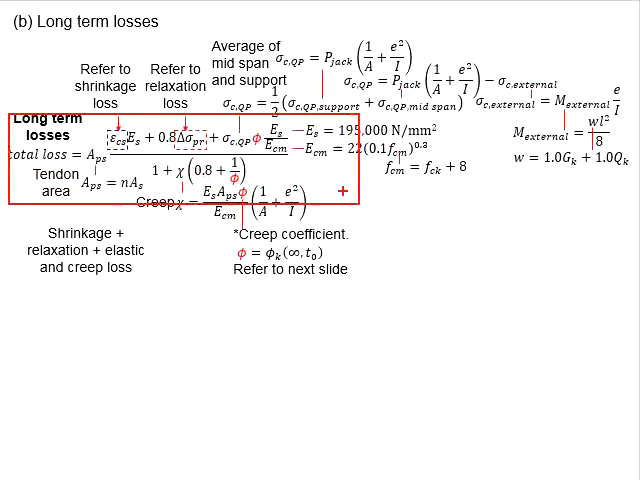 (b) Long term losses
Average of
mid span
and support
σc,QP = Pjack (1/A + e²/I)
Refer to
shrinkage
loss
Refer to
relaxation
loss
σc,QP = Pjack (1/A + e²/I) − σc,external
σc,QP = 1/2 (σc,QP,support + σc,QP,mid span)
σc,external = Mexternal e/I
Long term
losses
total loss = Aps (εcsEs + 0.8Δσpr + σc,QP ϕ Es/Ecm) / (1 + χ(0.8 + 1/ϕ))
Es = 195,000 N/mm²
Ecm = 22(0.1fcm)^0.3
Mexternal = wl²/8
fcm = fck + 8
w = 1.0Gk + 1.0Qk
Tendon
area
Aps = nAs
Creep χ = EsApsϕ/Ecm (1/A + e²/I)
+
Shrinkage +
relaxation + elastic
and creep loss
*Creep coefficient.
ϕ = ϕk(∞, t₀)
Refer to next slide